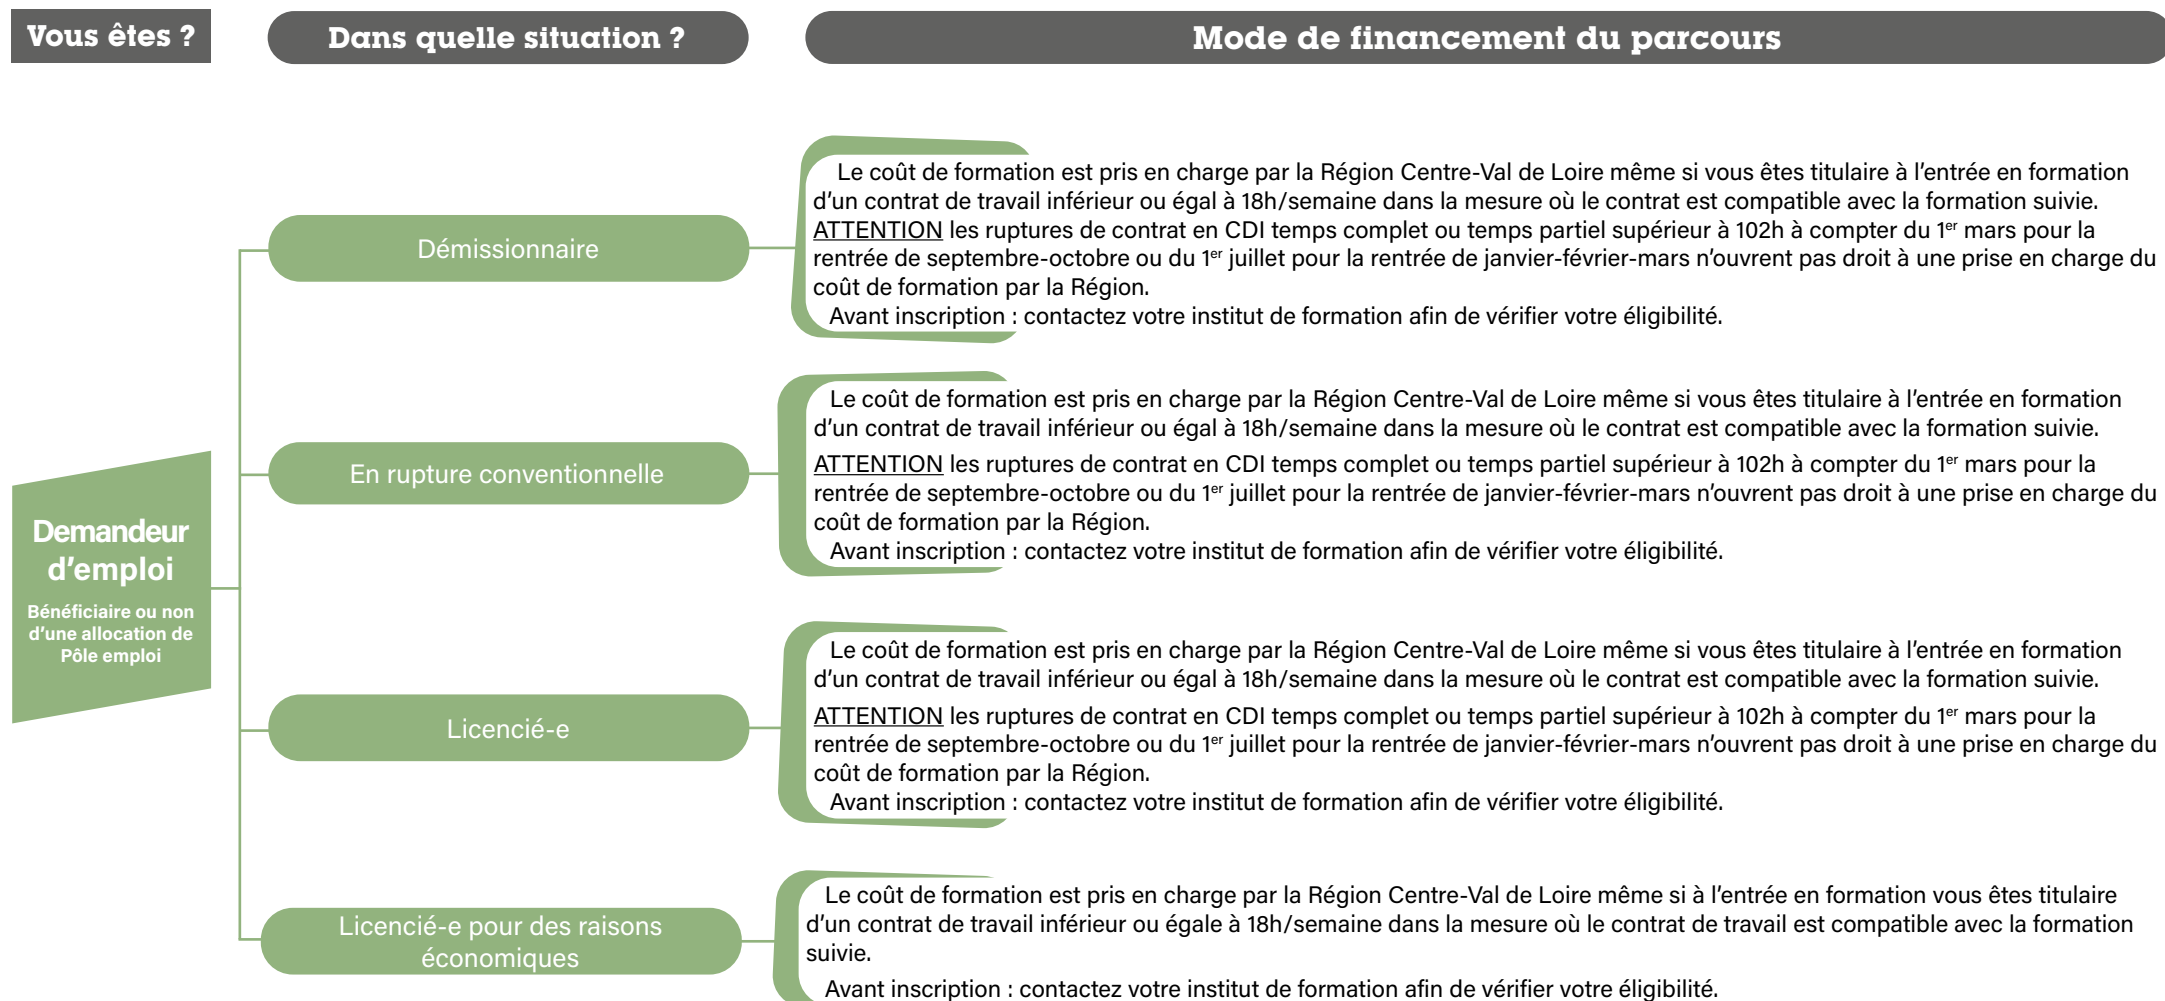 Vous êtes ?
Dans quelle situation ?
Mode de financement du parcours
Demandeur
d'emploi
Bénéficiaire ou non
d'une allocation de
Pôle emploi
Démissionnaire
Le coût de formation est pris en charge par la Région Centre-Val de Loire même si vous êtes titulaire à l'entrée en formation
d'un contrat de travail inférieur ou égal à 18h/semaine dans la mesure où le contrat est compatible avec la formation suivie.
ATTENTION les ruptures de contrat en CDI temps complet ou temps partiel supérieur à 102h à compter du 1er mars pour la
rentrée de septembre-octobre ou du 1er juillet pour la rentrée de janvier-février-mars n'ouvrent pas droit à une prise en charge du
coût de formation par la Région.
Avant inscription : contactez votre institut de formation afin de vérifier votre éligibilité.
En rupture conventionnelle
Le coût de formation est pris en charge par la Région Centre-Val de Loire même si vous êtes titulaire à l'entrée en formation
d'un contrat de travail inférieur ou égal à 18h/semaine dans la mesure où le contrat est compatible avec la formation suivie.
ATTENTION les ruptures de contrat en CDI temps complet ou temps partiel supérieur à 102h à compter du 1er mars pour la
rentrée de septembre-octobre ou du 1er juillet pour la rentrée de janvier-février-mars n'ouvrent pas droit à une prise en charge du
coût de formation par la Région.
Avant inscription : contactez votre institut de formation afin de vérifier votre éligibilité.
Licencié-e
Le coût de formation est pris en charge par la Région Centre-Val de Loire même si vous êtes titulaire à l'entrée en formation
d'un contrat de travail inférieur ou égal à 18h/semaine dans la mesure où le contrat est compatible avec la formation suivie.
ATTENTION les ruptures de contrat en CDI temps complet ou temps partiel supérieur à 102h à compter du 1er mars pour la
rentrée de septembre-octobre ou du 1er juillet pour la rentrée de janvier-février-mars n'ouvrent pas droit à une prise en charge du
coût de formation par la Région.
Avant inscription : contactez votre institut de formation afin de vérifier votre éligibilité.
Licencié-e pour des raisons
économiques
Le coût de formation est pris en charge par la Région Centre-Val de Loire même si à l'entrée en formation vous êtes titulaire
d'un contrat de travail inférieur ou égale à 18h/semaine dans la mesure où le contrat de travail est compatible avec la formation
suivie.
Avant inscription : contactez votre institut de formation afin de vérifier votre éligibilité.